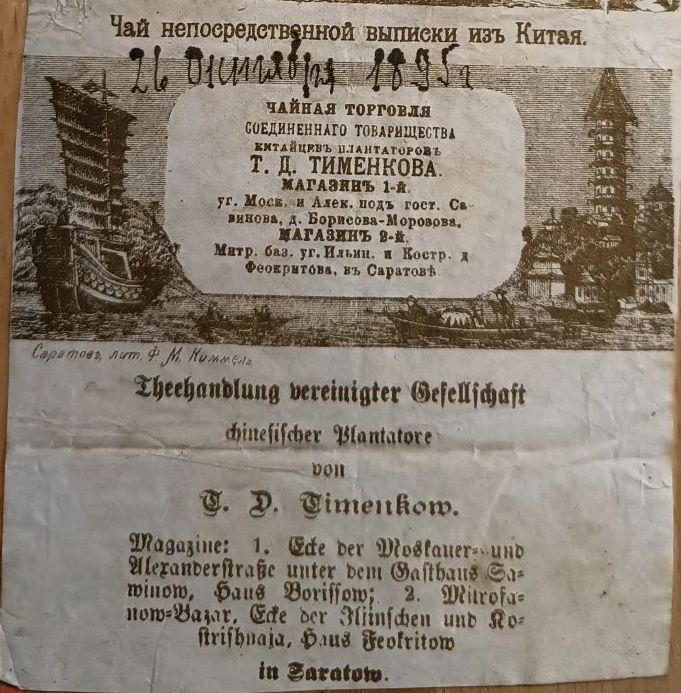 Чай непосредственной выписки изъ Китая.
26 Октября 1895 г
ЧАЙНАЯ ТОРГОВЛЯ
СОЕДИНЕННАГО ТОВАРИЩЕСТВА
КИТАЙЦЕВЪ ПЛАНТАТОРОВЪ
Т. Д. ТИМЕНКОВА.
МАГАЗИНЪ 1-й.
уг. Моск. и Алек. подъ гост. Са-
винова, д. Борисова-Морозова.
МАГАЗИНЪ 2-й.
Митр. баз. уг. Ильин. и Костр. д
Феокритова, въ Саратовѣ
Саратовъ, лит. Ф. М. Киммель.
Theehandlung vereinigter Gesellschaft
chinesischer Plantatore
von
T. D. Timenkow.
Magazine: 1. Ecke der Moskauer- und
Alexanderstraße unter dem Gasthaus Sa-
winow, Haus Borissow; 2. Mitrofa-
now-Bazar, Ecke der Iliinschen und Ko-
strishnaja, Haus Feokritow
in Saratow.